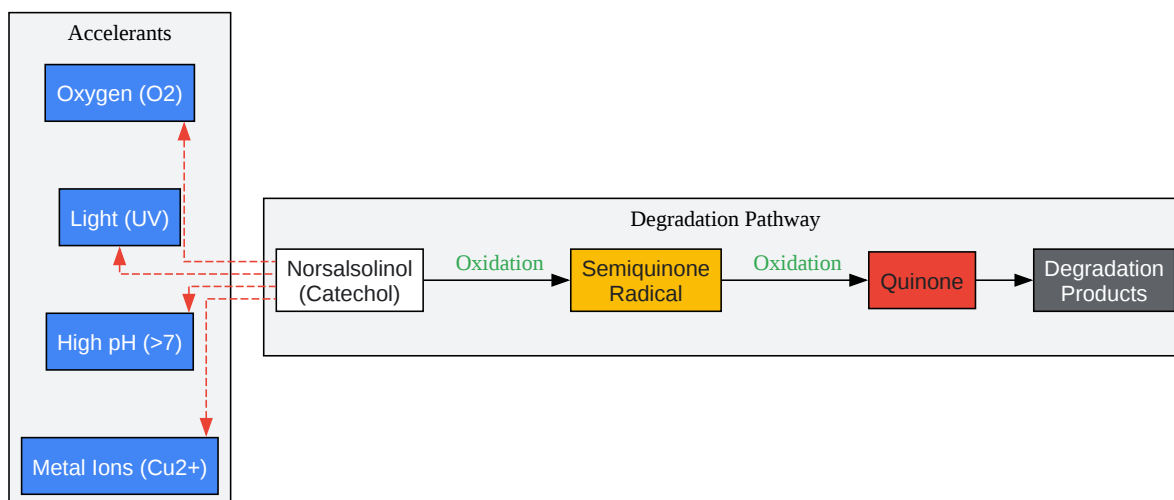 Accelerants
Oxygen (O2)
Light (UV)
High pH (>7)
Metal Ions (Cu2+)
Degradation Pathway
Norsalsolinol
(Catechol)
Oxidation
Semiquinone
Radical
Oxidation
Quinone
Degradation
Products